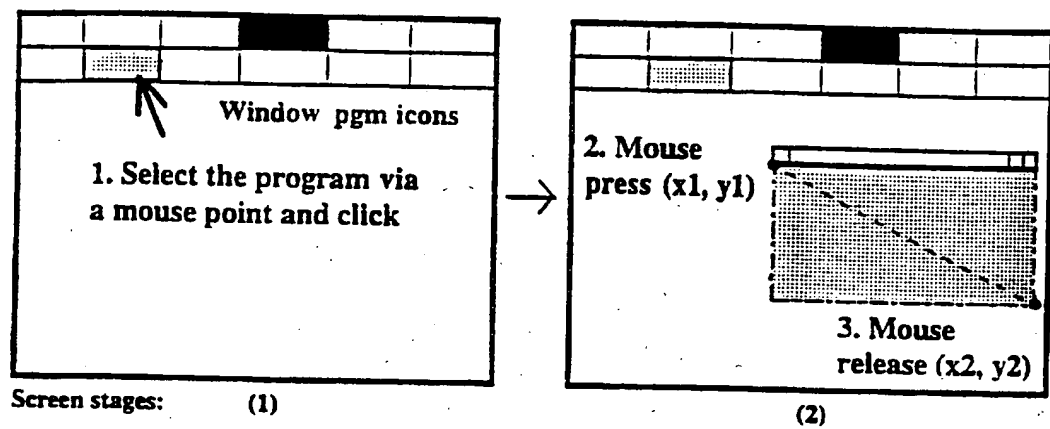 Window pgm icons
1. Select the program via
a mouse point and click
2. Mouse
press (x1, y1)
3. Mouse
release (x2, y2)
Screen stages: (1)
(2)